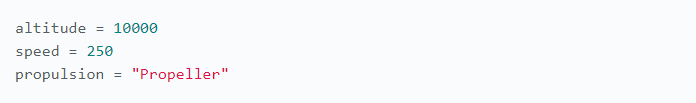 altitude = 10000
speed = 250
propulsion = "Propeller"